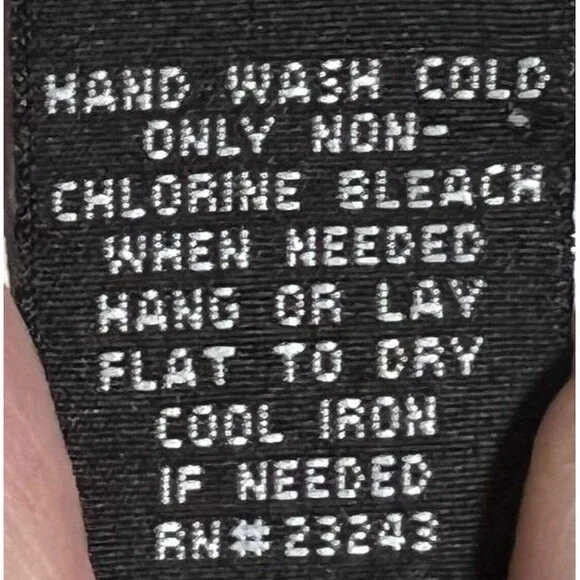 HAND WASH COLD
ONLY NON-
CHLORINE BLEACH
WHEN NEEDED
HANG OR LAY
FLAT TO DRY
COOL IRON
IF NEEDED
RN#23243